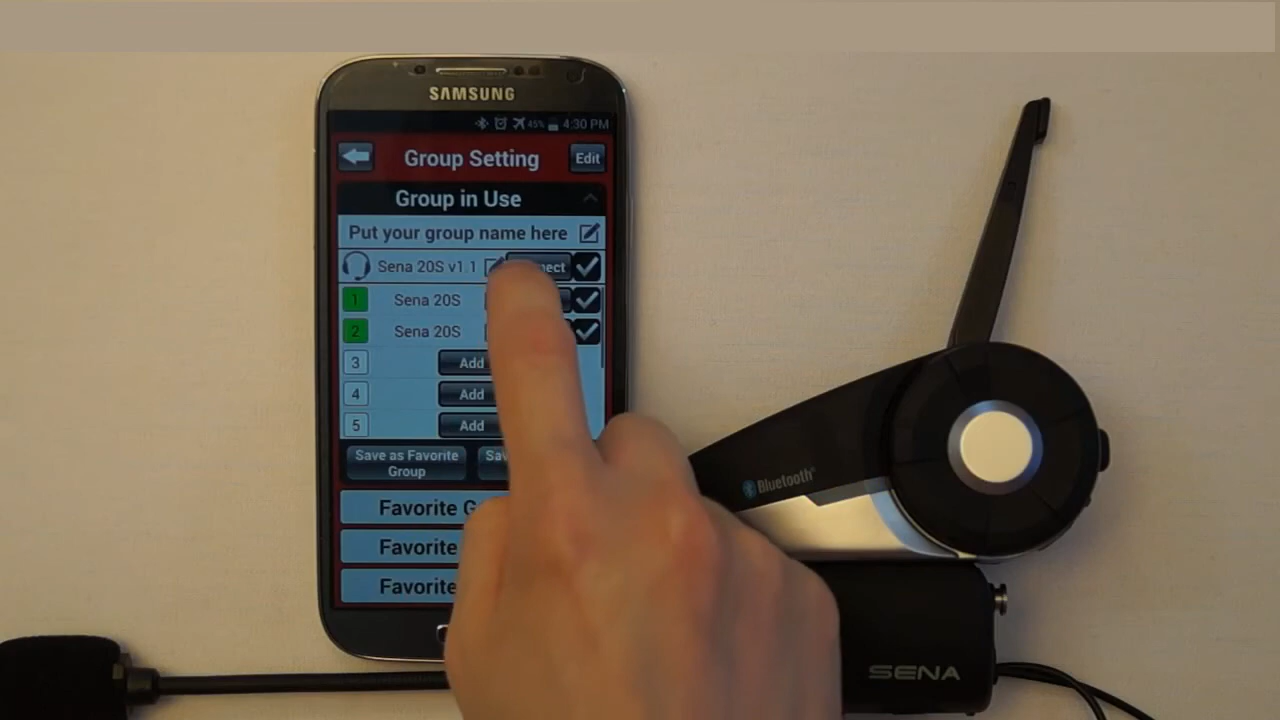 SAMSUNG
45% 4:30 PM
Group Setting Edit
Group in Use
Put your group name here
Sena 20S v1.1
1 Sena 20S
2 Sena 20S
3 Add
4 Add
5 Add
Save as Favorite
Group
Favorite
Favorite
Favorite
Bluetooth®
SENA